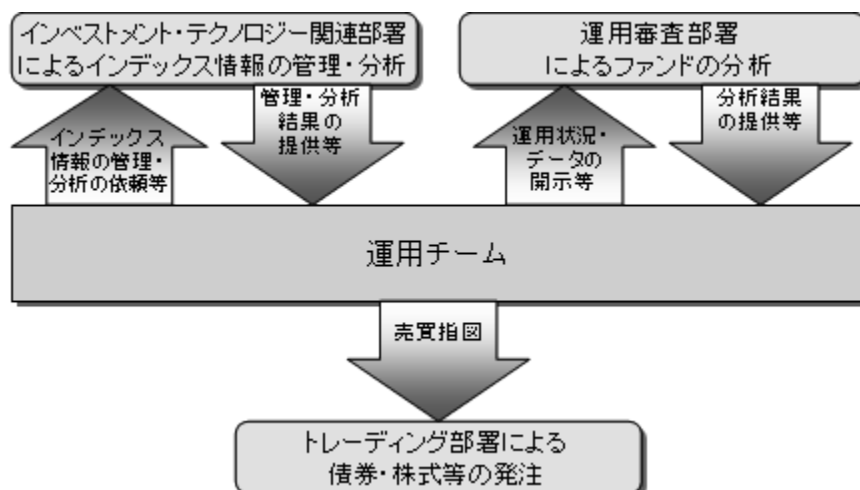 インベストメント・テクノロジー関連部署
によるインデックス情報の管理・分析
運用審査部署
によるファンドの分析
インデックス
情報の管理・
分析の依頼等
管理・分析
結果の
提供等
運用状況・
データの
開示等
分析結果
の提供等
運用チーム
売買指図
トレーディング部署による
債券・株式等の発注